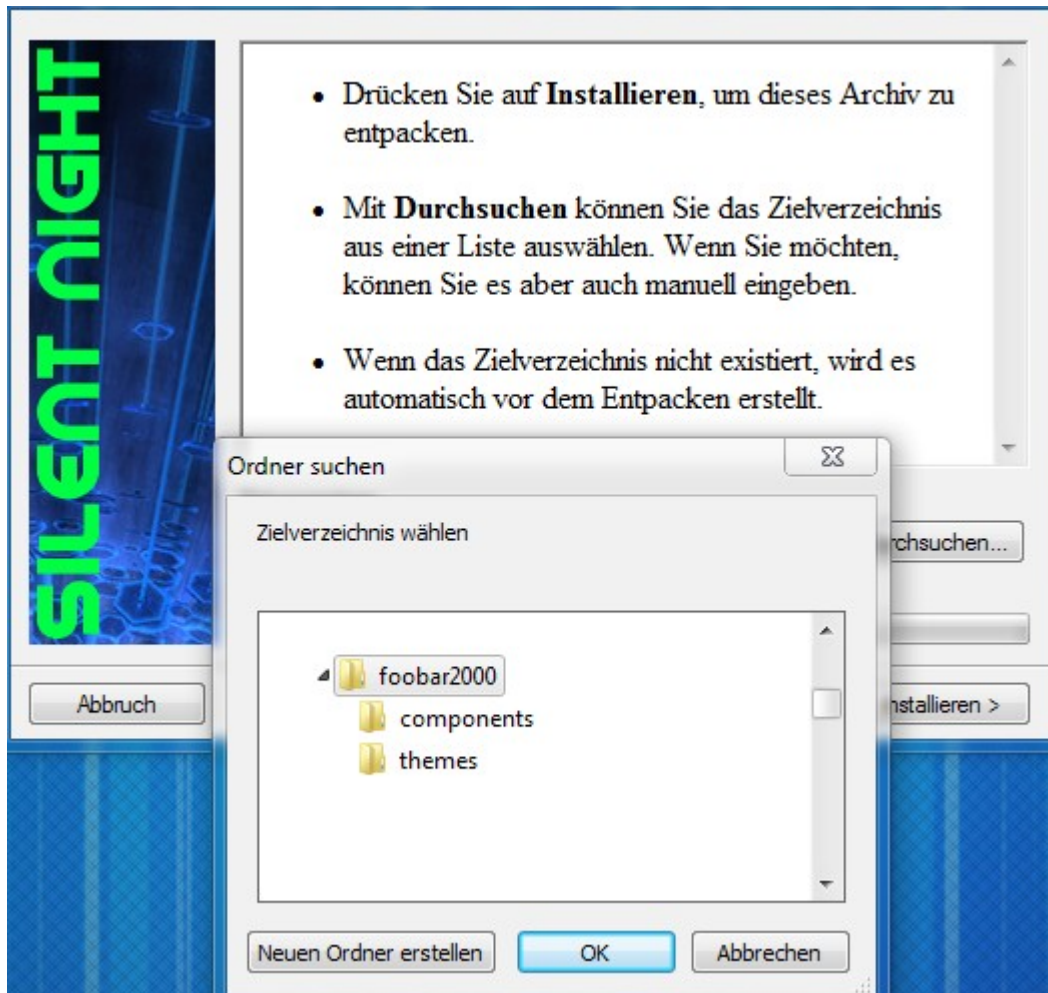 SILENT NIGHT
• Drücken Sie auf Installieren, um dieses Archiv zu
entpacken.
• Mit Durchsuchen können Sie das Zielverzeichnis
aus einer Liste auswählen. Wenn Sie möchten,
können Sie es aber auch manuell eingeben.
• Wenn das Zielverzeichnis nicht existiert, wird es
automatisch vor dem Entpacken erstellt.
Ordner suchen
Zielverzeichnis wählen
rchsuchen...
foobar2000
components
themes
Abbruch
nstallieren >
Neuen Ordner erstellen
OK
Abbrechen